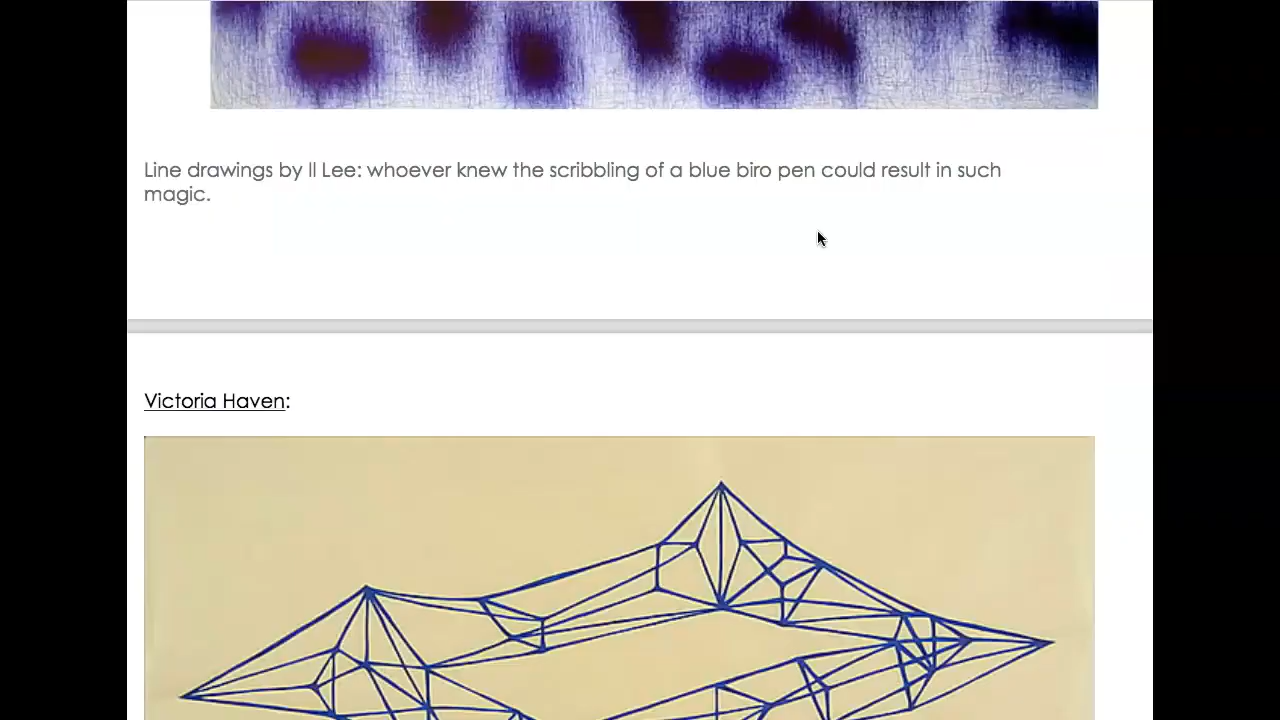 Line drawings by Il Lee: whoever knew the scribbling of a blue biro pen could result in such
magic.
Victoria Haven: